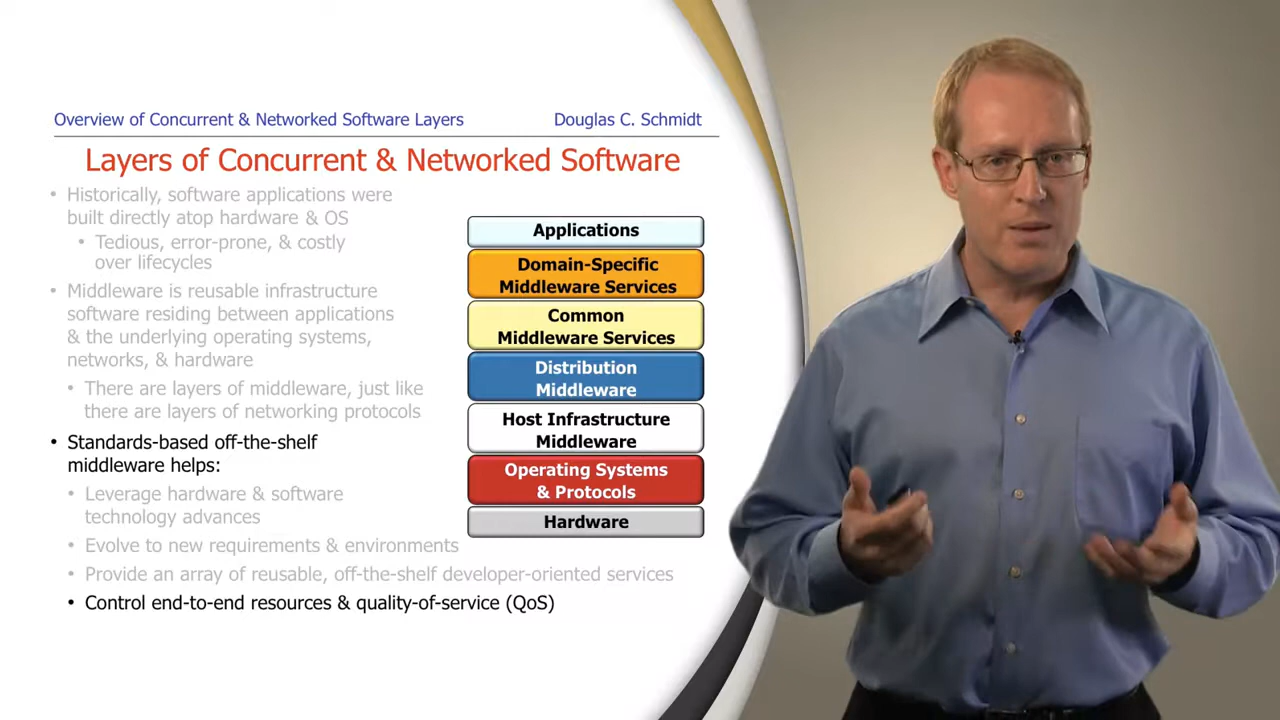 Overview of Concurrent & Networked Software Layers
Douglas C. Schmidt
Layers of Concurrent & Networked Software
• Historically, software applications were
built directly atop hardware & OS
• Tedious, error-prone, & costly
over lifecycles
• Middleware is reusable infrastructure
software residing between applications
& the underlying operating systems,
networks, & hardware
• There are layers of middleware, just like
there are layers of networking protocols
• Standards-based off-the-shelf
middleware helps:
• Leverage hardware & software
technology advances
• Evolve to new requirements & environments
• Provide an array of reusable, off-the-shelf developer-oriented services
• Control end-to-end resources & quality-of-service (QoS)
Applications
Domain-Specific
Middleware Services
Common
Middleware Services
Distribution
Middleware
Host Infrastructure
Middleware
Operating Systems
& Protocols
Hardware